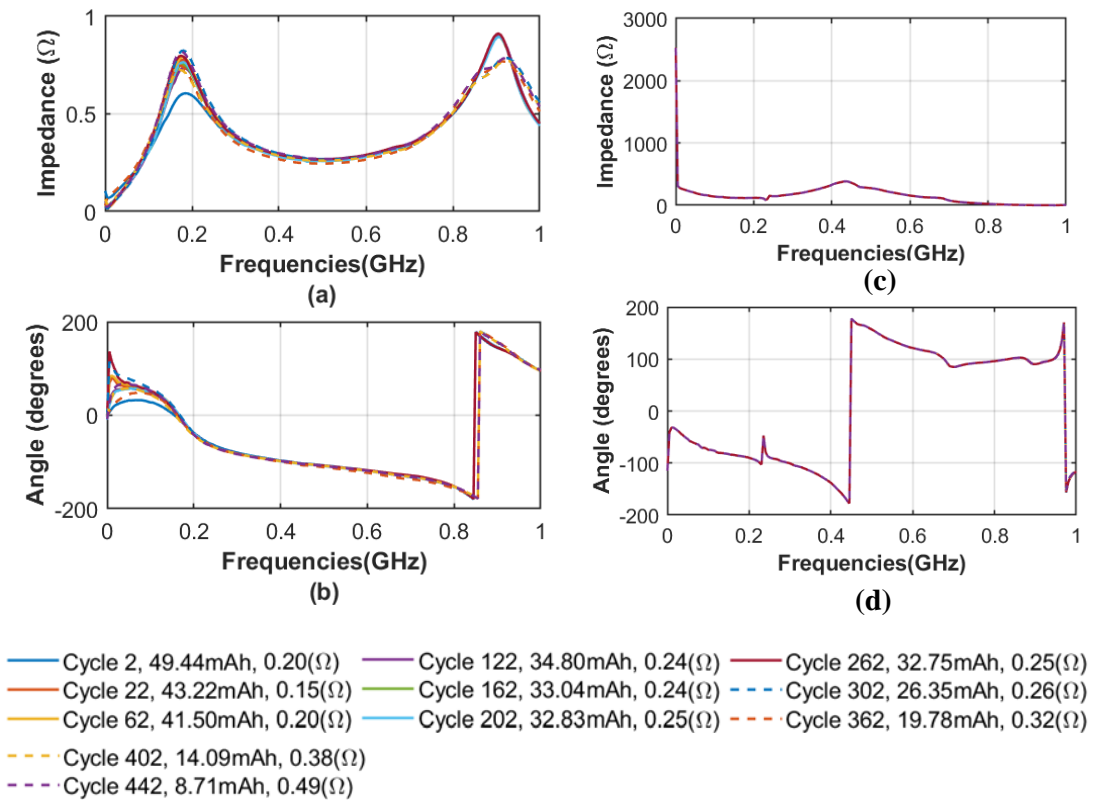 1
0.5
0
Impedance (Ω)
0 0.2 0.4 0.6 0.8 1
Frequencies(GHz)
(a)
3000
2000
1000
0
Impedance (Ω)
0 0.2 0.4 0.6 0.8 1
Frequencies(GHz)
(c)
200
0
-200
Angle (degrees)
0 0.2 0.4 0.6 0.8 1
Frequencies(GHz)
(b)
200
100
0
-100
-200
Angle (degrees)
0 0.2 0.4 0.6 0.8 1
Frequencies(GHz)
(d)
Cycle 2, 49.44mAh, 0.20(Ω)
Cycle 22, 43.22mAh, 0.15(Ω)
Cycle 62, 41.50mAh, 0.20(Ω)
Cycle 402, 14.09mAh, 0.38(Ω)
Cycle 442, 8.71mAh, 0.49(Ω)
Cycle 122, 34.80mAh, 0.24(Ω)
Cycle 162, 33.04mAh, 0.24(Ω)
Cycle 202, 32.83mAh, 0.25(Ω)
Cycle 262, 32.75mAh, 0.25(Ω)
Cycle 302, 26.35mAh, 0.26(Ω)
Cycle 362, 19.78mAh, 0.32(Ω)